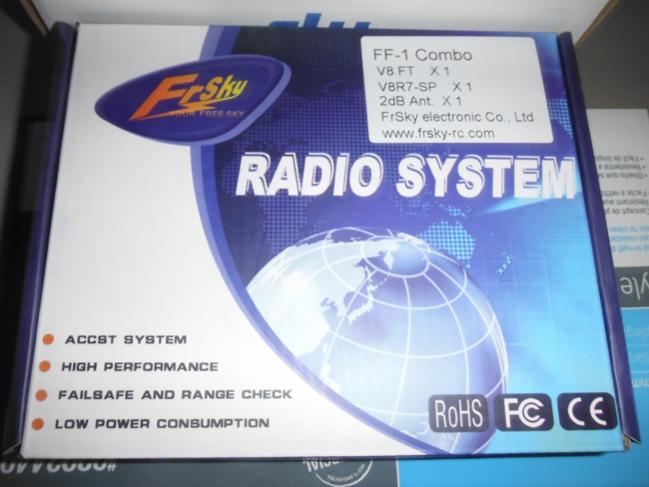 sky
FrSky
YOUR FREE SKY
FF-1 Combo
V8 FT X 1
V8R7-SP X 1
2dB Ant. X 1
FrSky electronic Co., Ltd
www.frsky-rc.com
RADIO SYSTEM
ACCST SYSTEM
HIGH PERFORMANCE
FAILSAFE AND RANGE CHECK
LOW POWER CONSUMPTION
RoHS FC CE